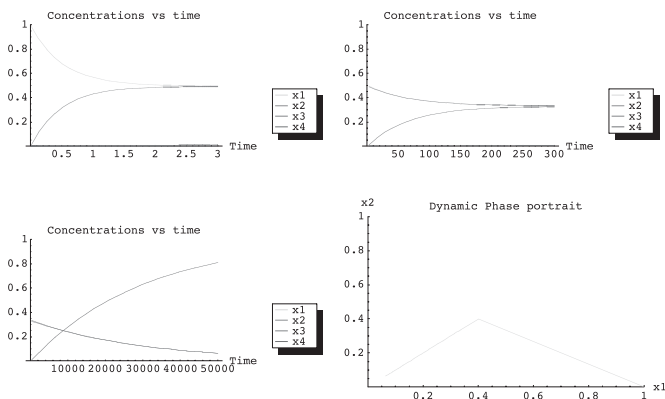 Concentrations vs time
1
0.8
0.6
0.4
0.2
0.5 1 1.5 2 2.5 3 Time
x1
x2
x3
x4
Concentrations vs time
1
0.8
0.6
0.4
0.2
50 100 150 200 250 300 Time
x1
x2
x3
x4
Concentrations vs time
1
0.8
0.6
0.4
0.2
10000 20000 30000 40000 50000 Time
x1
x2
x3
x4
Dynamic Phase portrait
x2
1
0.8
0.6
0.4
0.2
0.2 0.4 0.6 0.8 1 x1